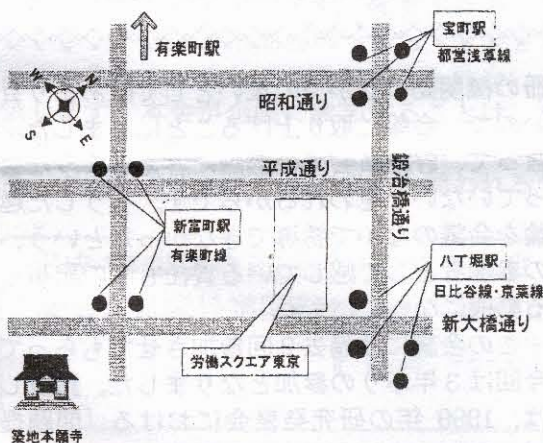 有楽町駅
宝町駅
都営浅草線
W
N
S
E
昭和通り
平成通り
鍛冶橋通り
新富町駅
有楽町線
八丁堀駅
日比谷線・京葉線
新大橋通り
労働スクエア東京
築地本願寺